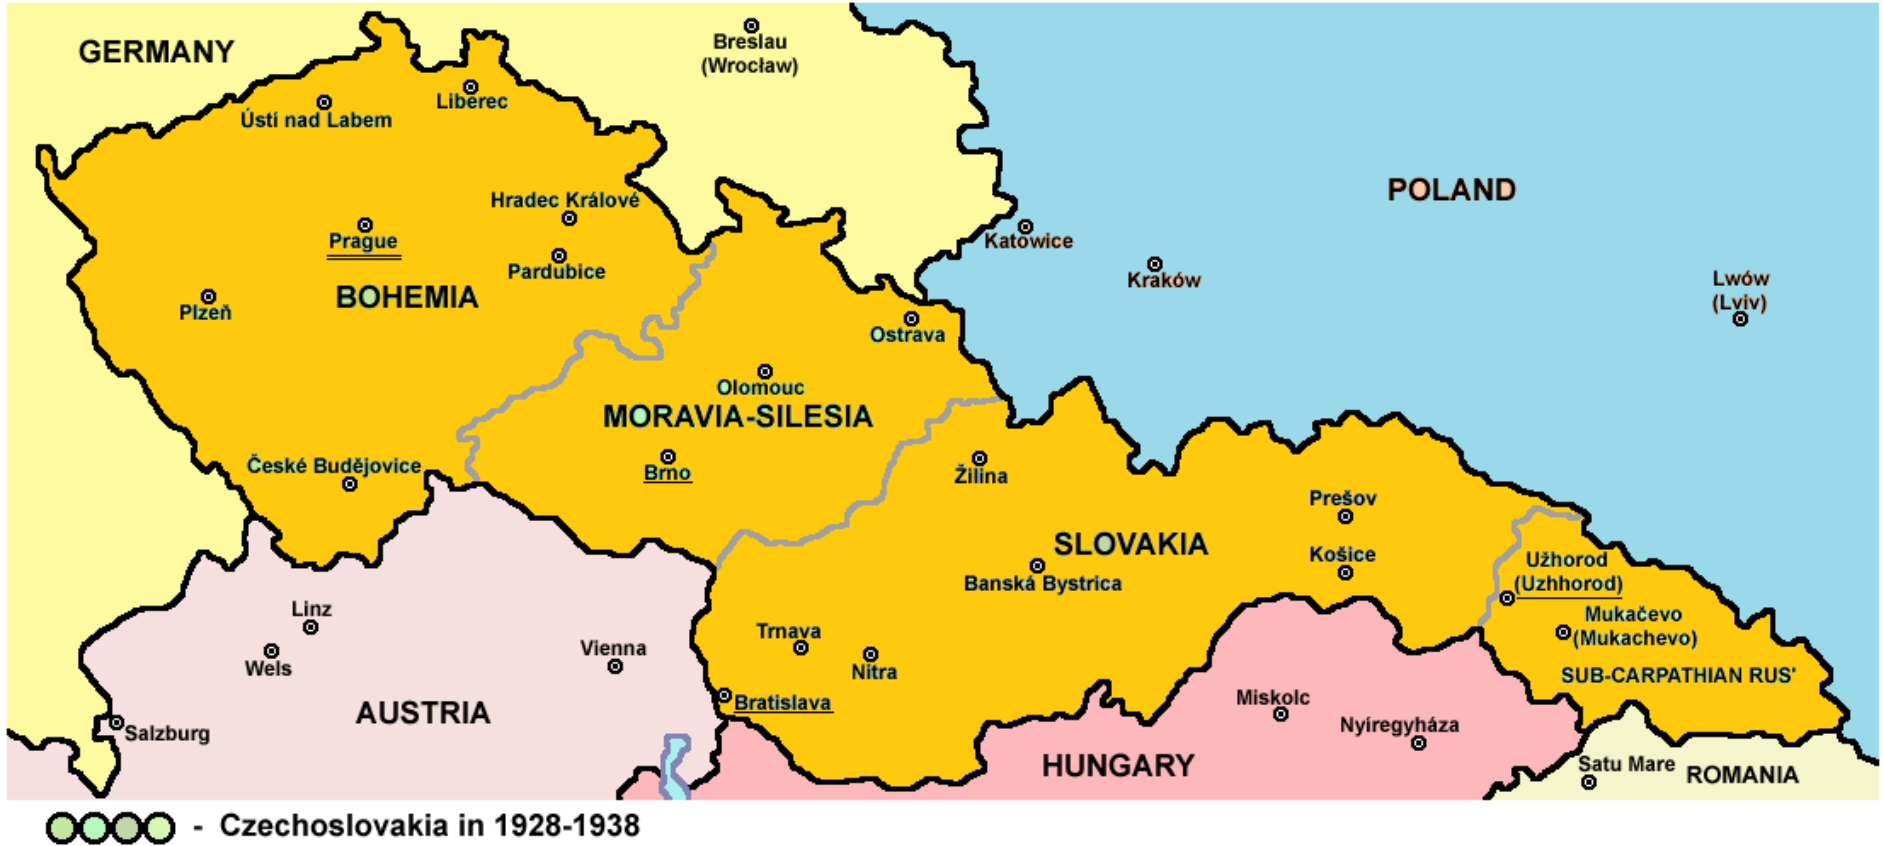 GERMANY
Breslau
(Wrocław)
Liberec
Ústí nad Labem
POLAND
Hradec Králové
Prague
Katowice
Pardubice
Kraków
Lwów
(Lviv)
BOHEMIA
Plzeň
Ostrava
Olomouc
MORAVIA-SILESIA
České Budějovice
Brno
Žilina
Prešov
SLOVAKIA
Košice
Užhorod
(Uzhhorod)
Banská Bystrica
Linz
Mukačevo
(Mukachevo)
Trnava
Vienna
Wels
Nitra
SUB-CARPATHIAN RUS'
Bratislava
Miskolc
AUSTRIA
Nyíregyháza
Salzburg
HUNGARY
Satu Mare
ROMANIA
- Czechoslovakia in 1928-1938